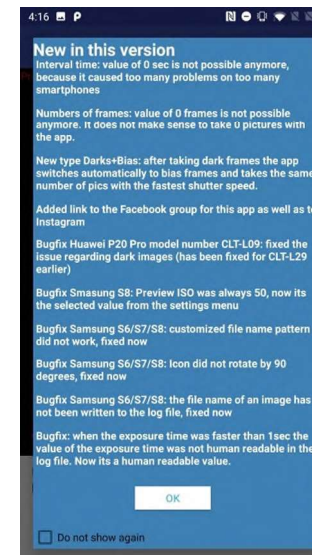 4:16
New in this version
Interval time: value of 0 sec is not possible anymore,
because it caused too many problems on too many
smartphones
Numbers of frames: value of 0 frames is not possible
anymore. It does not make sense to take 0 pictures with
the app.
New type Darks+Bias: after taking dark frames the app
switches automatically to bias frames and takes the same
number of pics with the fastest shutter speed.
Added link to the Facebook group for this app as well as to
Instagram
Bugfix Huawei P20 Pro model number CLT-L09: fixed the
issue regarding dark images (has been fixed for CLT-L29
earlier)
Bugfix Smasung S8: Preview ISO was always 50, now its
the selected value from the settings menu
Bugfix Samsung S6/S7/S8: customized file name pattern
did not work, fixed now
Bugfix Samsung S6/S7/S8: Icon did not rotate by 90
degrees, fixed now
Bugfix Samsung S6/S7/S8: the file name of an image has
not been written to the log file, fixed now
Bugfix: when the exposure time was faster than 1sec the
value of the exposure time was not human readable in the
log file. Now its a human readable value.
OK
Do not show again